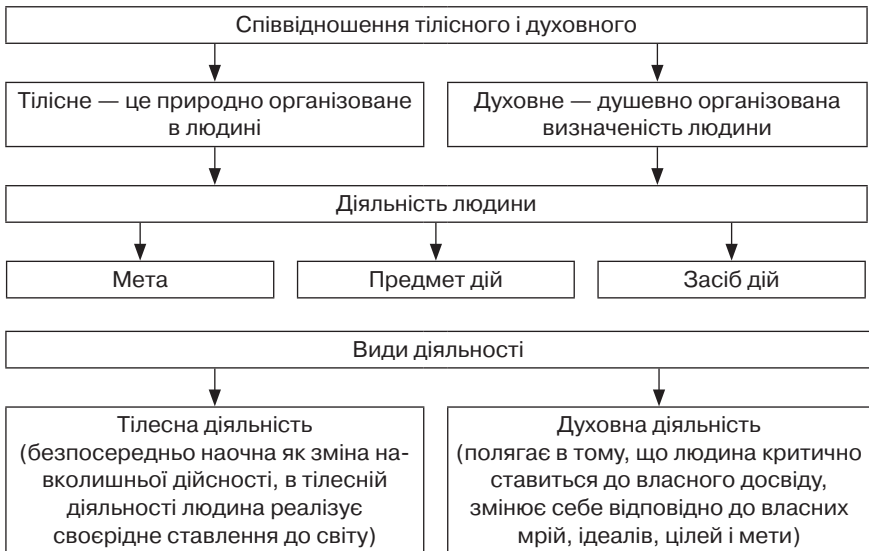 Співвідношення тілісного і духовного
Тілісне — це природно організоване
в людині
Духовне — душевно організована
визначеність людини
Діяльність людини
Мета
Предмет дій
Засіб дій
Види діяльності
Тілесна діяльність
(безпосередньо наочна як зміна на-
вколишньої дійсності, в тілесній
діяльності людина реалізує
своєрідне ставлення до світу)
Духовна діяльність
(полягає в тому, що людина критично
ставиться до власного досвіду,
змінює себе відповідно до власних
мрій, ідеалів, цілей і мети)